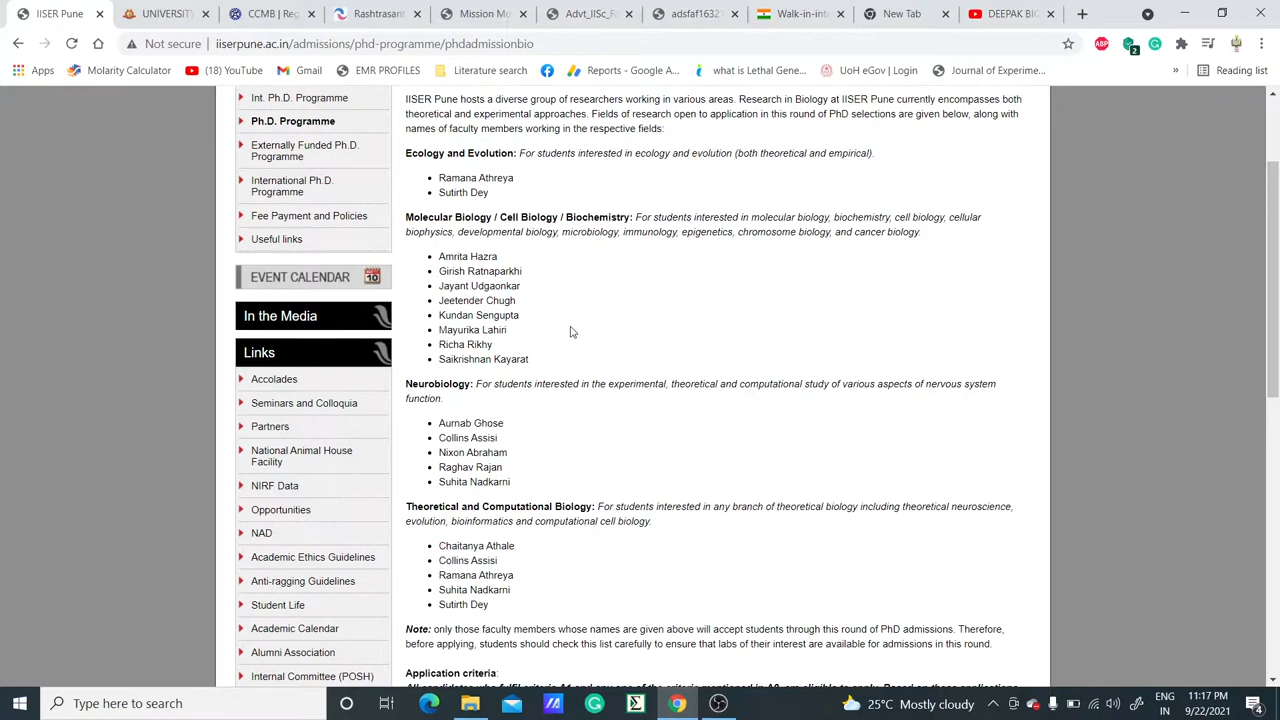 IISER Pune
UNIVERSITY
CCMB | Reg
Rashtrasant
Mission Mo
Advt_IISc_Fa
adsfaf1632
Walk-in-inte
New Tab
DEEPAK BIO
Not secure | iiserpune.ac.in/admissions/phd-programme/phdadmissionbio
ABP
2
Apps
Molarity Calculator
(18) YouTube
Gmail
EMR PROFILES
Literature search
Reports - Google A...
what is Lethal Gene...
UoH eGov | Login
Journal of Experime...
»
Reading list
Int. Ph.D. Programme
Ph.D. Programme
Externally Funded Ph.D.
Programme
International Ph.D.
Programme
Fee Payment and Policies
Useful links
EVENT CALENDAR
10
In the Media
Links
Accolades
Seminars and Colloquia
Partners
National Animal House
Facility
NIRF Data
Opportunities
NAD
Academic Ethics Guidelines
Anti-ragging Guidelines
Student Life
Academic Calendar
Alumni Association
Internal Committee (POSH)
IISER Pune hosts a diverse group of researchers working in various areas. Research in Biology at IISER Pune currently encompasses both
theoretical and experimental approaches. Fields of research open to application in this round of PhD selections are given below, along with
names of faculty members working in the respective fields:
Ecology and Evolution: For students interested in ecology and evolution (both theoretical and empirical).
Ramana Athreya
Sutirth Dey
Molecular Biology / Cell Biology / Biochemistry: For students interested in molecular biology, biochemistry, cell biology, cellular
biophysics, developmental biology, microbiology, immunology, epigenetics, chromosome biology, and cancer biology.
Amrita Hazra
Girish Ratnaparkhi
Jayant Udgaonkar
Jeetender Chugh
Kundan Sengupta
Mayurika Lahiri
Richa Rikhy
Saikrishnan Kayarat
Neurobiology: For students interested in the experimental, theoretical and computational study of various aspects of nervous system
function.
Aurnab Ghose
Collins Assisi
Nixon Abraham
Raghav Rajan
Suhita Nadkarni
Theoretical and Computational Biology: For students interested in any branch of theoretical biology including theoretical neuroscience,
evolution, bioinformatics and computational cell biology.
Chaitanya Athale
Collins Assisi
Ramana Athreya
Suhita Nadkarni
Sutirth Dey
Note: only those faculty members whose names are given above will accept students through this round of PhD admissions. Therefore,
before applying, students should check this list carefully to ensure that labs of their interest are available for admissions in this round.
Application criteria:
Type here to search
25°C Mostly cloudy
ENG
IN
11:17 PM
9/22/2021
4